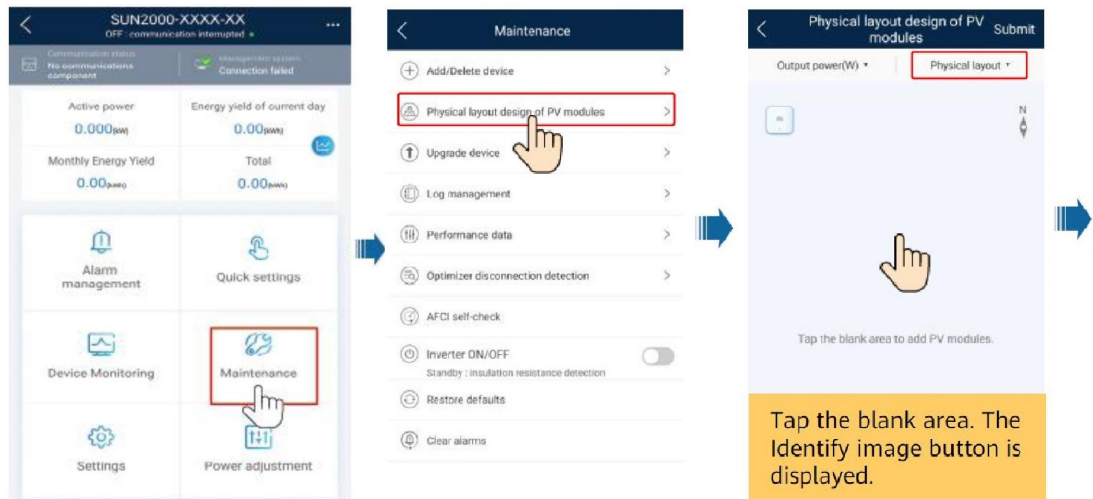 SUN2000-XXXX-XX
OFF : communication interrupted
Communication status
No communications
component
Management system
Connection failed
Active power
0.000(kW)
Energy yield of current day
0.00(kWh)
Monthly Energy Yield
0.00(kWh)
Total
0.00(kWh)
Alarm
management
Quick settings
Device Monitoring
Maintenance
Settings
Power adjustment
Maintenance
Add/Delete device
Physical layout design of PV modules
Upgrade device
Log management
Performance data
Optimizer disconnection detection
AFCI self-check
Inverter ON/OFF
Standby : insulation resistance detection
Restore defaults
Clear alarms
Physical layout design of PV
modules
Submit
Output power(W)
Physical layout
N
Tap the blank area to add PV modules.
Tap the blank area. The
Identify image button is
displayed.